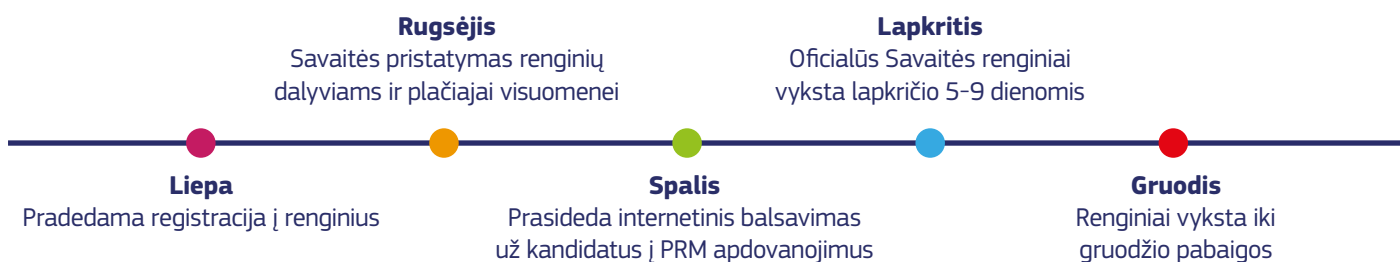 Rugsėjis
Savaitės pristatymas renginių
dalyviams ir plačiajai visuomenei
Lapkritis
Oficialūs Savaitės renginiai
vyksta lapkričio 5-9 dienomis
Liepa
Pradedama registracija į renginius
Spalis
Prasideda internetinis balsavimas
už kandidatus į PRM apdovanojimus
Gruodis
Renginiai vyksta iki
gruodžio pabaigos